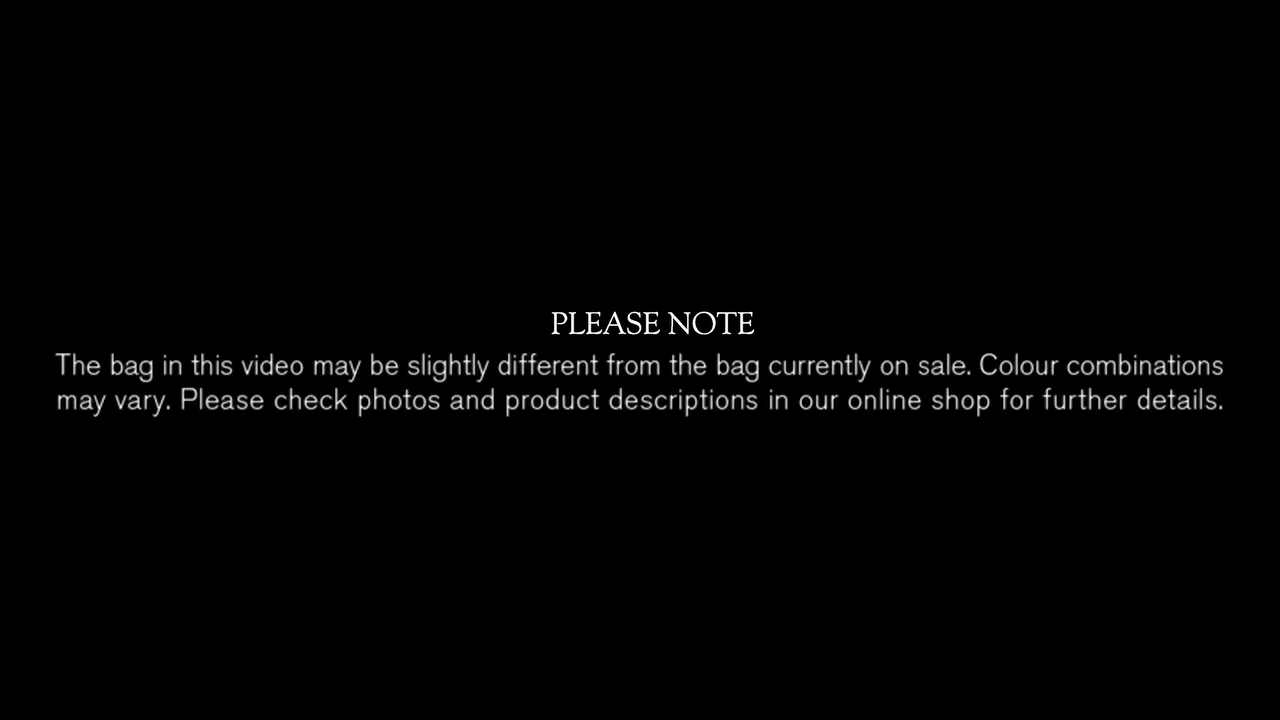 PLEASE NOTE
The bag in this video may be slightly different from the bag currently on sale. Colour combinations
may vary. Please check photos and product descriptions in our online shop for further details.